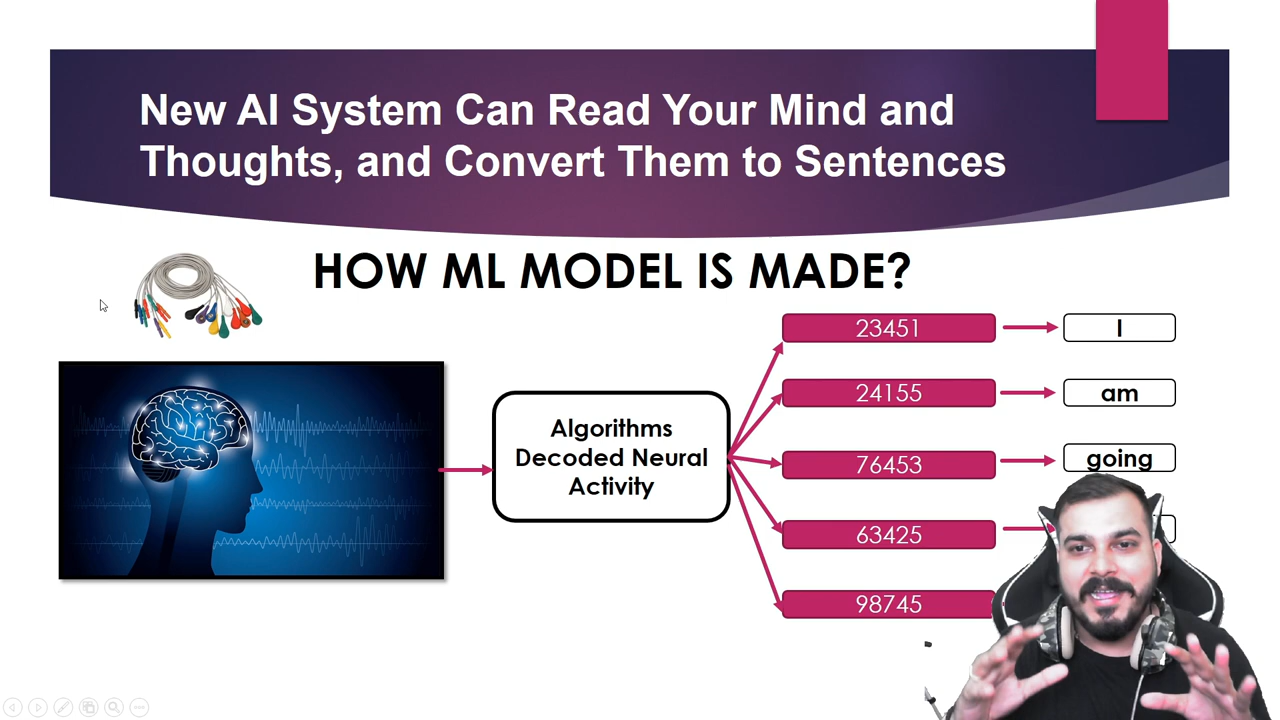 New AI System Can Read Your Mind and
Thoughts, and Convert Them to Sentences
HOW ML MODEL IS MADE?
Algorithms
Decoded Neural
Activity
23451
I
24155
am
76453
going
63425
98745